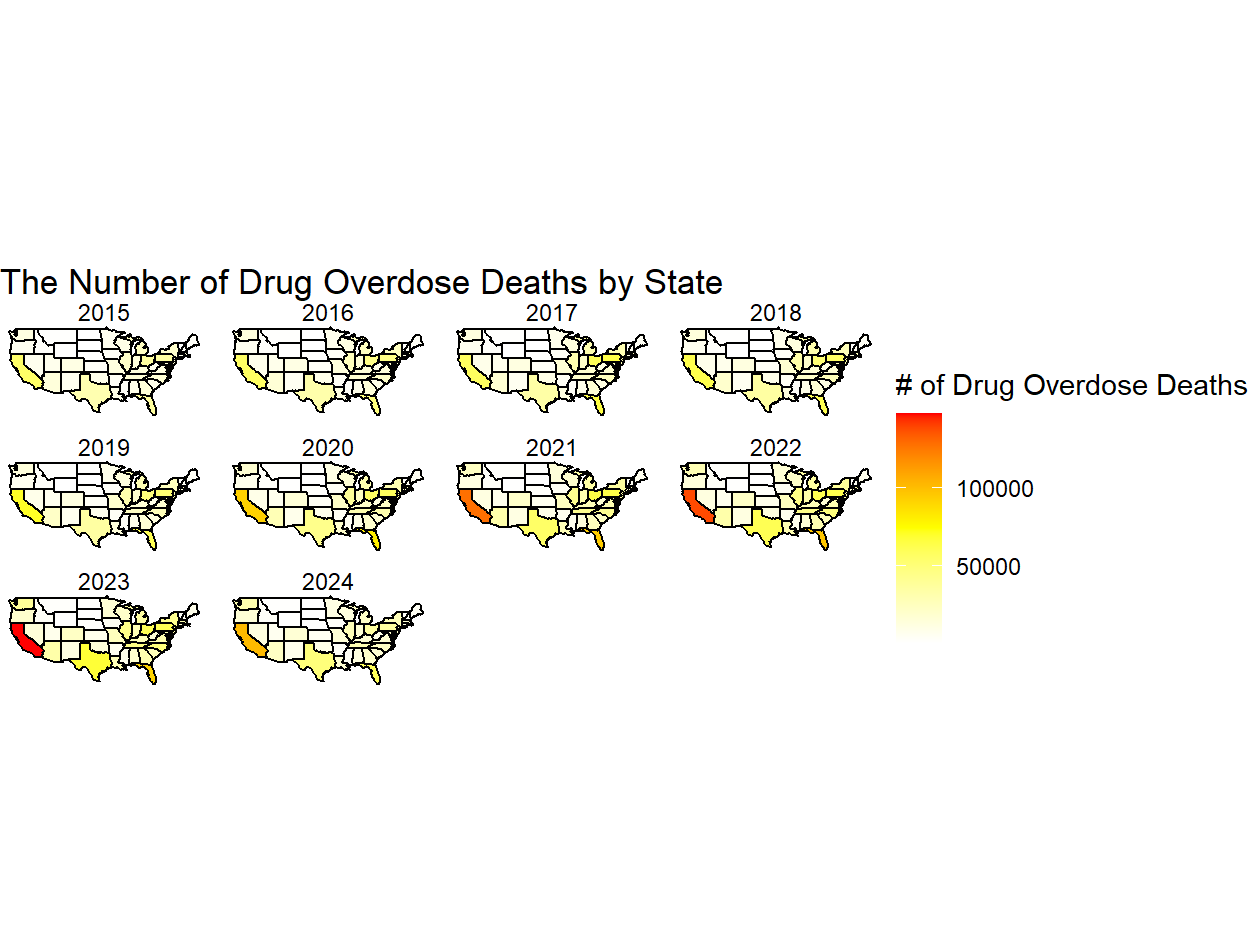 The Number of Drug Overdose Deaths by State
2015 2016 2017 2018
# of Drug Overdose Deaths
2019 2020 2021 2022
100000
50000
2023 2024